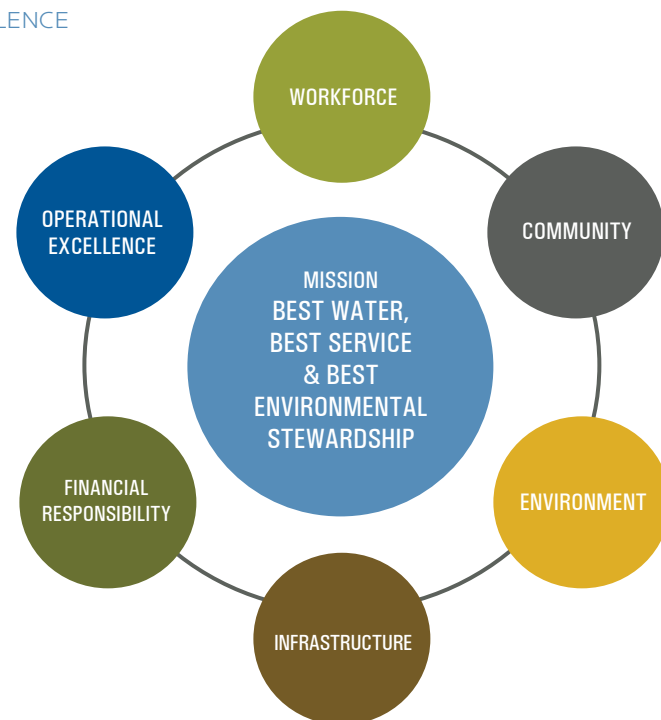 LENCE
WORKFORCE
OPERATIONAL
EXCELLENCE
COMMUNITY
MISSION
BEST WATER,
BEST SERVICE
& BEST
ENVIRONMENTAL
STEWARDSHIP
FINANCIAL
RESPONSIBILITY
ENVIRONMENT
INFRASTRUCTURE